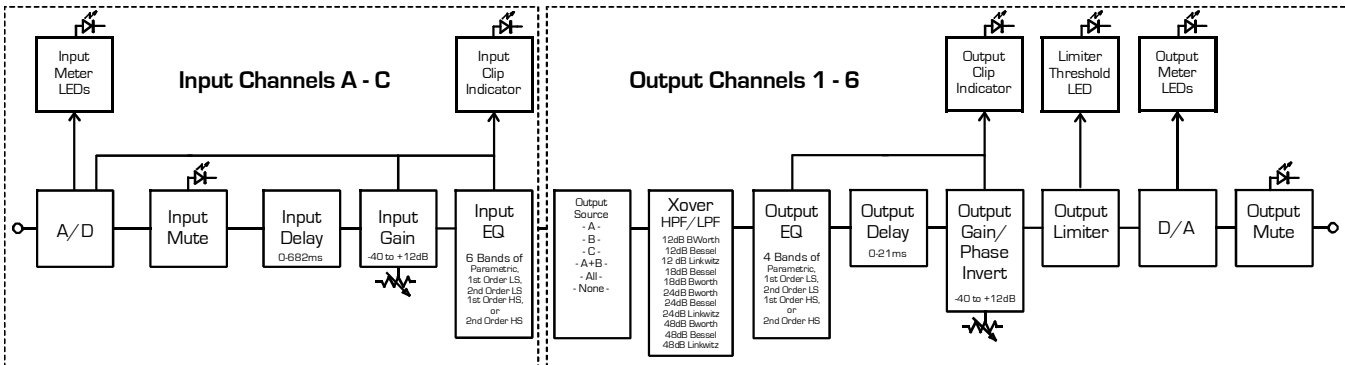 Input
Meter
LEDs
Input Channels A - C
Input
Clip
Indicator
Output Channels 1 - 6
Output
Clip
Indicator
Limiter
Threshold
LED
Output
Meter
LEDs
A/D
Input
Mute
Input
Delay
0-682ms
Input
Gain
-40 to +12dB
Input
EQ
6 Bands of
Parametric,
1st Order LS,
2nd Order LS
1st Order HS,
or
2nd Order HS
Output
Source
- A -
- B -
- C -
- A+B -
- All -
- None -
Xover
HPF/LPF
12dB BWorth
12dB Bessel
12 dB Linkwitz
18dB Bessel
18dB Bworth
24dB Bworth
24dB Bessel
24dB Linkwitz
48dB Bworth
48dB Bessel
48dB Linkwitz
Output
EQ
4 Bands of
Parametric,
1st Order LS,
2nd Order LS
1st Order HS,
or
2nd Order HS
Output
Delay
0-21ms
Output
Gain/
Phase
Invert
-40 to +12dB
Output
Limiter
D/A
Output
Mute